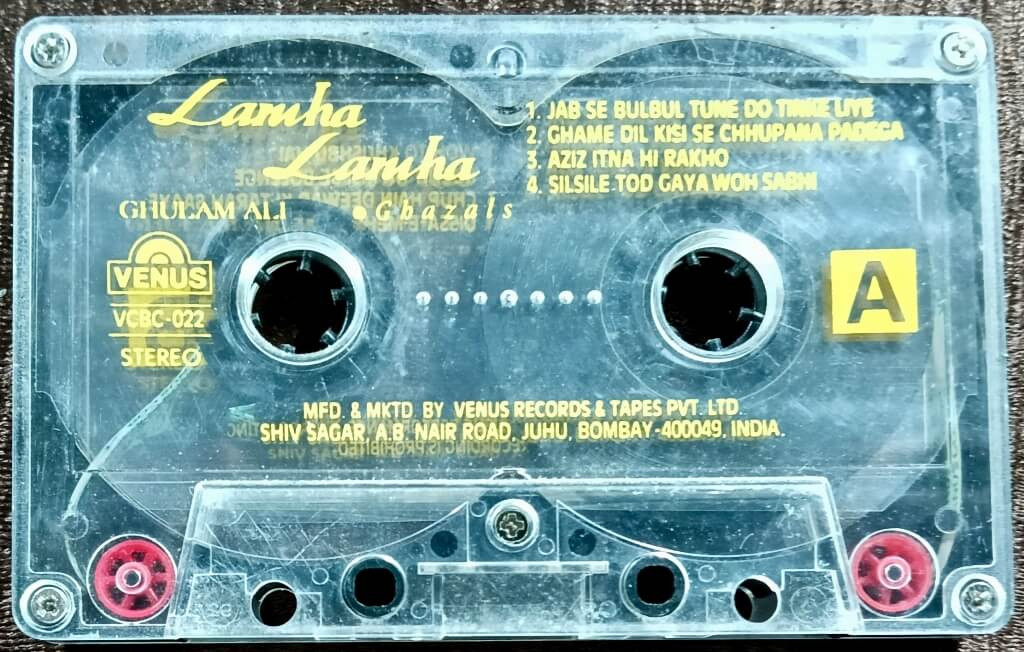 Lamha
Lamha
GHULAM ALI • Ghazals
VENUS
VCBC-022
STEREO
1. JAB SE BULBUL TUNE DO TINKE LIYE
2. GHAME DIL KISI SE CHHUPANA PADEGA
3. AZIZ ITNA HI RAKHO
4. SILSILE TOD GAYA WOH SABHI
A
MFD. & MKTD. BY VENUS RECORDS & TAPES PVT. LTD.
SHIV SAGAR, A.B. NAIR ROAD, JUHU, BOMBAY-400049, INDIA.